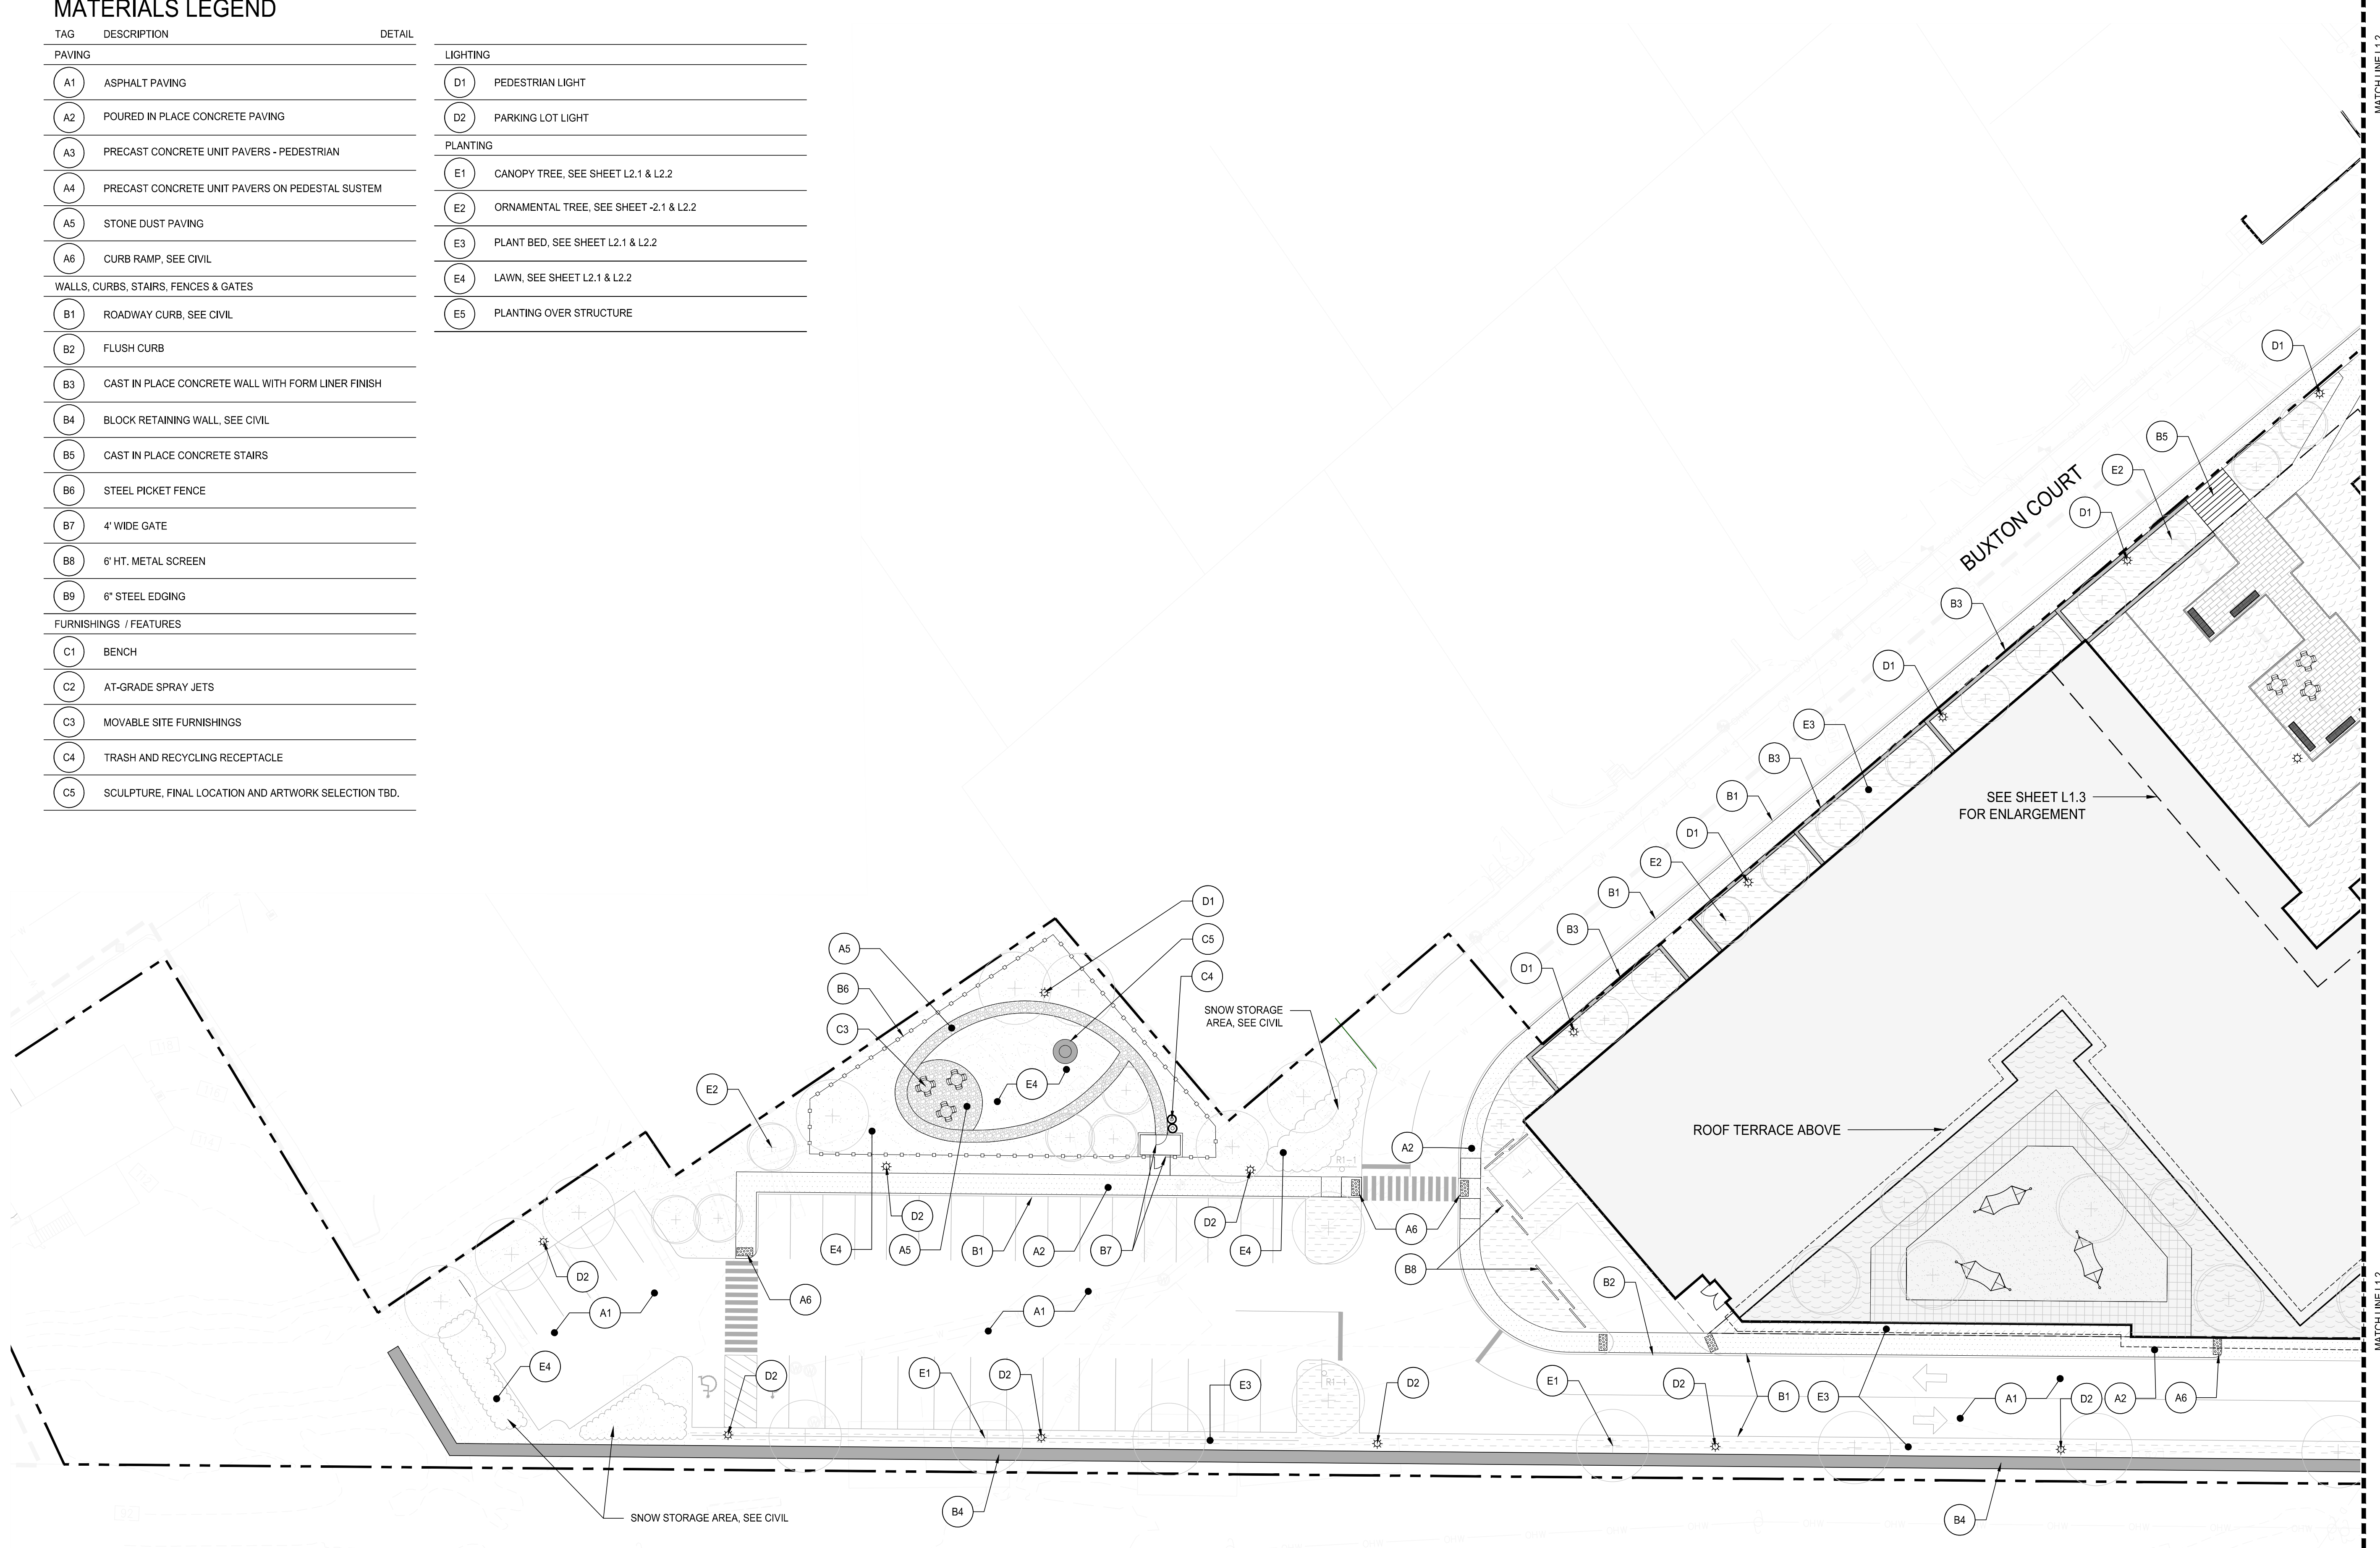 MATERIALS LEGEND
TAG DESCRIPTION DETAIL
PAVING
A1 ASPHALT PAVING
A2 POURED IN PLACE CONCRETE PAVING
A3 PRECAST CONCRETE UNIT PAVERS - PEDESTRIAN
A4 PRECAST CONCRETE UNIT PAVERS ON PEDESTAL SUSTEM
A5 STONE DUST PAVING
A6 CURB RAMP, SEE CIVIL
WALLS, CURBS, STAIRS, FENCES & GATES
B1 ROADWAY CURB, SEE CIVIL
B2 FLUSH CURB
B3 CAST IN PLACE CONCRETE WALL WITH FORM LINER FINISH
B4 BLOCK RETAINING WALL, SEE CIVIL
B5 CAST IN PLACE CONCRETE STAIRS
B6 STEEL PICKET FENCE
B7 4' WIDE GATE
B8 6' HT. METAL SCREEN
B9 6" STEEL EDGING
FURNISHINGS / FEATURES
C1 BENCH
C2 AT-GRADE SPRAY JETS
C3 MOVABLE SITE FURNISHINGS
C4 TRASH AND RECYCLING RECEPTACLE
C5 SCULPTURE, FINAL LOCATION AND ARTWORK SELECTION TBD.
LIGHTING
D1 PEDESTRIAN LIGHT
D2 PARKING LOT LIGHT
PLANTING
E1 CANOPY TREE, SEE SHEET L2.1 & L2.2
E2 ORNAMENTAL TREE, SEE SHEET -2.1 & L2.2
E3 PLANT BED, SEE SHEET L2.1 & L2.2
E4 LAWN, SEE SHEET L2.1 & L2.2
E5 PLANTING OVER STRUCTURE
MATCH LINE L1.2
D1
B5
E2
D1
BUXTON COURT
B3
D1
E3
B3
B1
D1
E2
B1
B3
D1
SEE SHEET L1.3
FOR ENLARGEMENT
D1
C5
C4
A5
B6
C3
E4
E2
SNOW STORAGE
AREA, SEE CIVIL
ROOF TERRACE ABOVE
A2
R1-1
D2
D2
A6
E4
A5
B1
A2
B7
E4
B8
D2
B2
A6
A1
A1
MATCH LINE L1.2
E4
D2
E1
D2
E3
R1-1
D2
E1
D2
B1
E3
A1
D2
A2
A6
B4
B4
SNOW STORAGE AREA, SEE CIVIL